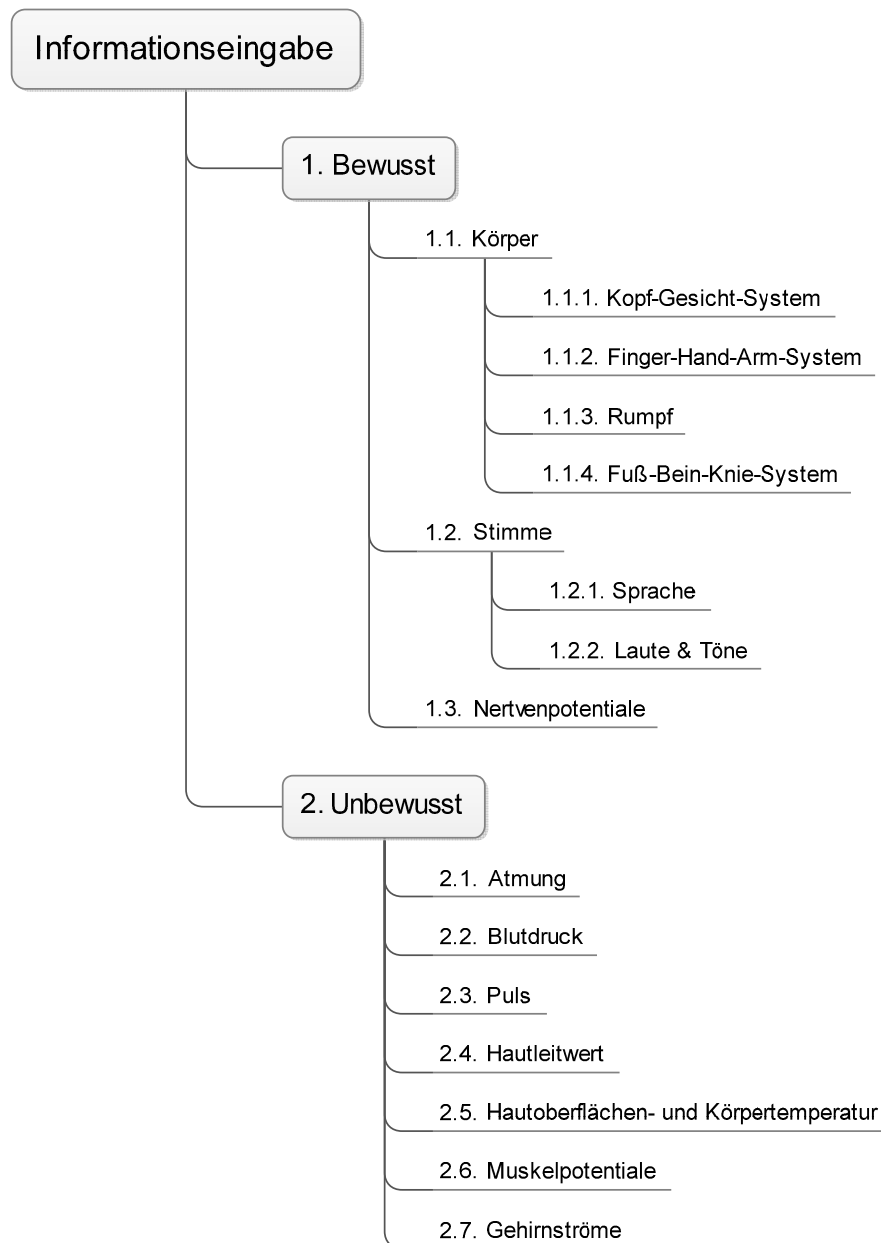 Informationseingabe
1. Bewusst
1.1. Körper
1.1.1. Kopf-Gesicht-System
1.1.2. Finger-Hand-Arm-System
1.1.3. Rumpf
1.1.4. Fuß-Bein-Knie-System
1.2. Stimme
1.2.1. Sprache
1.2.2. Laute & Töne
1.3. Nertvenpotentiale
2. Unbewusst
2.1. Atmung
2.2. Blutdruck
2.3. Puls
2.4. Hautleitwert
2.5. Hautoberflächen- und Körpertemperatur
2.6. Muskelpotentiale
2.7. Gehirnströme